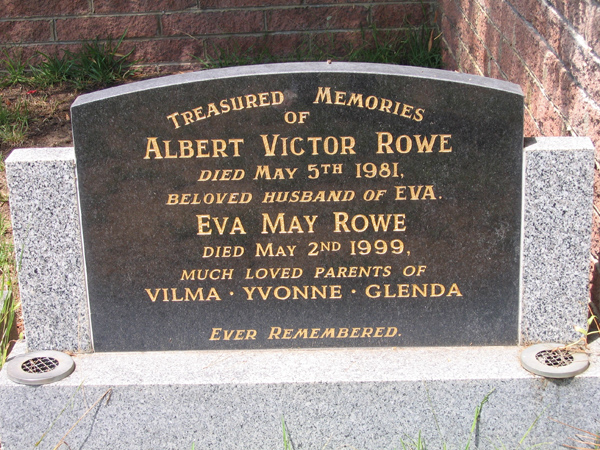 TREASURED MEMORIES
OF
ALBERT VICTOR ROWE
DIED MAY 5TH 1981,
BELOVED HUSBAND OF EVA.
EVA MAY ROWE
DIED MAY 2ND 1999,
MUCH LOVED PARENTS OF
VILMA · YVONNE · GLENDA
EVER REMEMBERED.